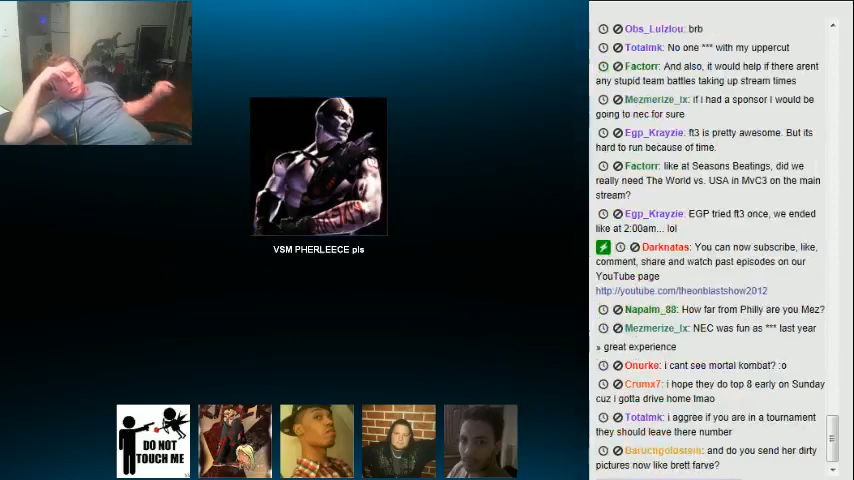 Obs_Lulzlou: brb
Totalmk: No one *** with my uppercut
Factorr: And also, it would help if there arent
any stupid team battles taking up stream times
Mezmerize_Ix: if i had a sponsor I would be
going to nec for sure
Egp_Krayzie: ft3 is pretty awesome. But its
hard to run because of time.
Factorr: like at Seasons Beatings, did we
really need The World vs. USA in MvC3 on the main
stream?
Egp_Krayzie: EGP tried ft3 once, we ended
like at 2:00am... lol
Darknatas: You can now subscribe, like,
comment, share and watch past episodes on our
YouTube page
http://youtube.com/theonblastshow2012
Napalm_88: How far from Philly are you Mez?
Mezmerize_Ix: NEC was fun as *** last year
» great experience
Onurke: i cant see mortal kombat? :o
Crumx7: i hope they do top 8 early on Sunday
cuz i gotta drive home lmao
Totalmk: i aggree if you are in a tournament
they should leave there number
and do you send her dirty
pictures now like brett farve?
VSM PHERLEECE pls
DO NOT
TOUCH ME